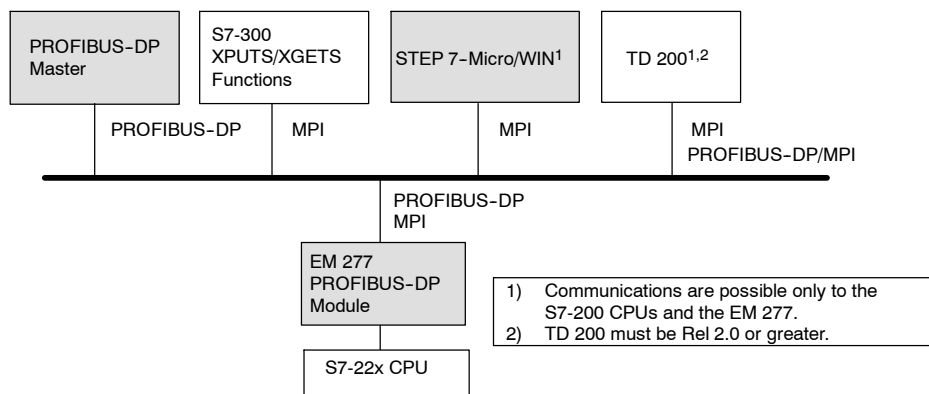 PROFIBUS-DP
Master
S7-300
XPUTS/XGETS
Functions
STEP 7-Micro/WIN¹
TD 200¹,²
PROFIBUS-DP
MPI
MPI
MPI
PROFIBUS-DP/MPI
PROFIBUS-DP
MPI
EM 277
PROFIBUS-DP
Module
S7-22x CPU
1) Communications are possible only to the
S7-200 CPUs and the EM 277.
2) TD 200 must be Rel 2.0 or greater.